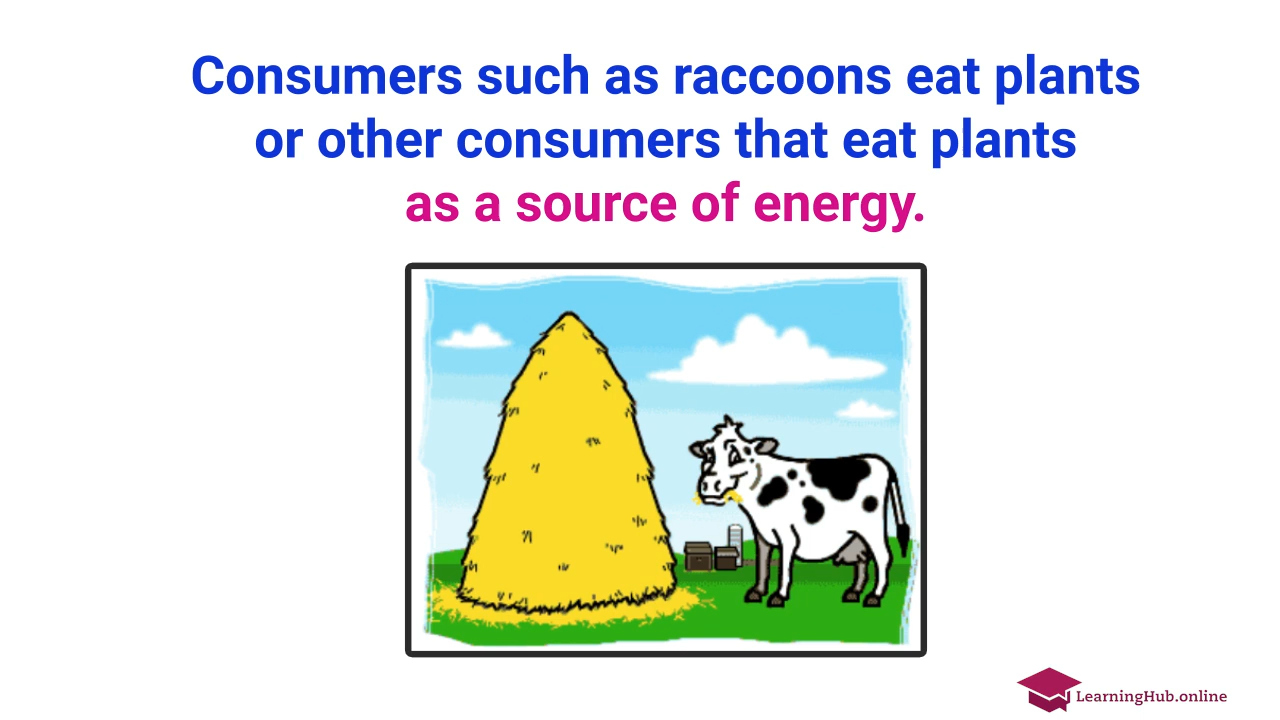 Consumers such as raccoons eat plants
or other consumers that eat plants
as a source of energy.
LearningHub.online